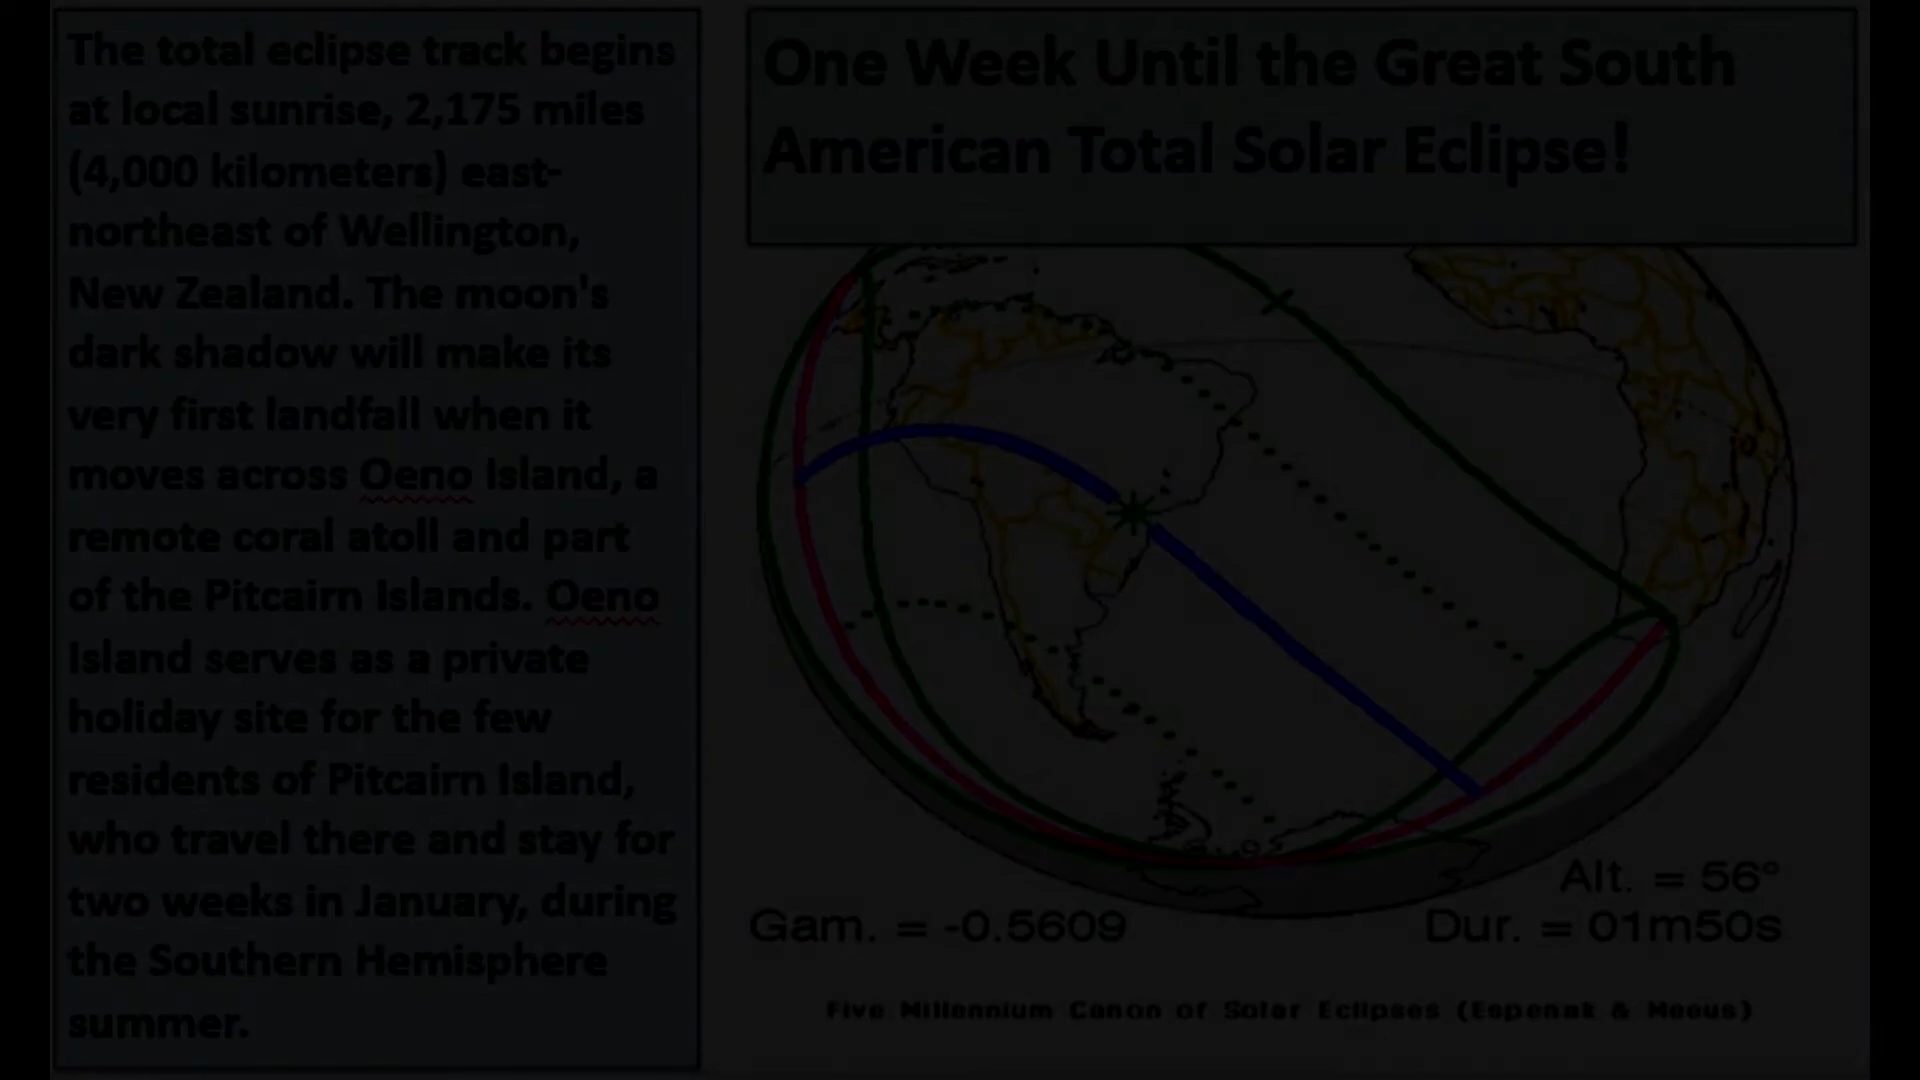 The total eclipse track begins
at local sunrise, 2,175 miles
(4,000 kilometers) east-
northeast of Wellington,
New Zealand. The moon's
dark shadow will make its
very first landfall when it
moves across Oeno Island, a
remote coral atoll and part
of the Pitcairn Islands. Oeno
Island serves as a private
holiday site for the few
residents of Pitcairn Island,
who travel there and stay for
two weeks in January, during
the Southern Hemisphere
summer.
One Week Until the Great South
American Total Solar Eclipse!
Alt. = 56°
Gam. = -0.5609
Dur. = 01m50s
Five Millennium Canon of Solar Eclipses (Espenak & Meeus)